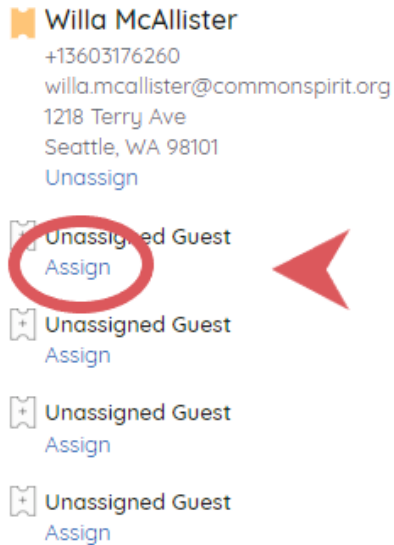 Willa McAllister
+13603176260
willa.mcallister@commonspirit.org
1218 Terry Ave
Seattle, WA 98101
Unassign
Unassigned Guest
Assign
Unassigned Guest
Assign
Unassigned Guest
Assign
Unassigned Guest
Assign